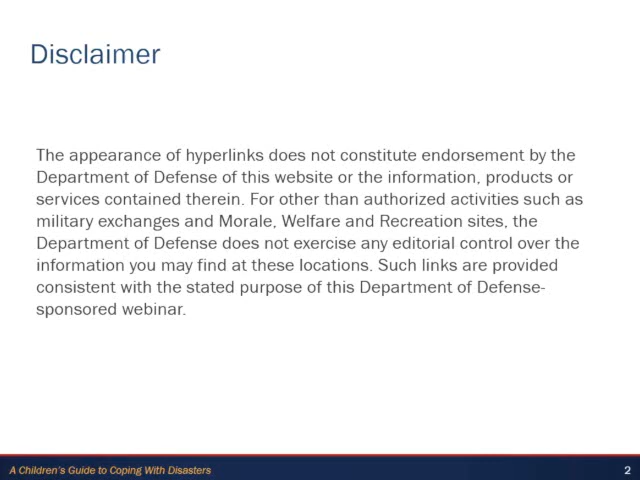 Disclaimer
The appearance of hyperlinks does not constitute endorsement by the
Department of Defense of this website or the information, products or
services contained therein. For other than authorized activities such as
military exchanges and Morale, Welfare and Recreation sites, the
Department of Defense does not exercise any editorial control over the
information you may find at these locations. Such links are provided
consistent with the stated purpose of this Department of Defense-
sponsored webinar.
A Children's Guide to Coping With Disasters
2